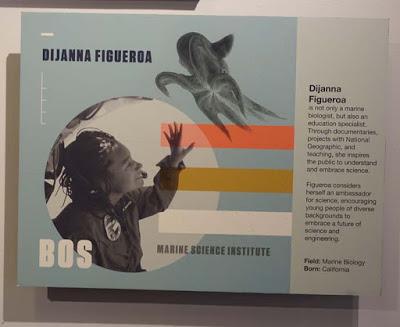 DIJANNA FIGUEROA
BOS
MARINE SCIENCE INSTITUTE
Dijanna
Figueroa
is not only a marine
biologist, but also an
education specialist.
Through documentaries,
projects with National
Geographic, and
teaching, she inspires
the public to understand
and embrace science.
Figueroa considers
herself an ambassador
for science, encouraging
young people of diverse
backgrounds to
embrace a future of
science and
engineering.
Field: Marine Biology
Born: California